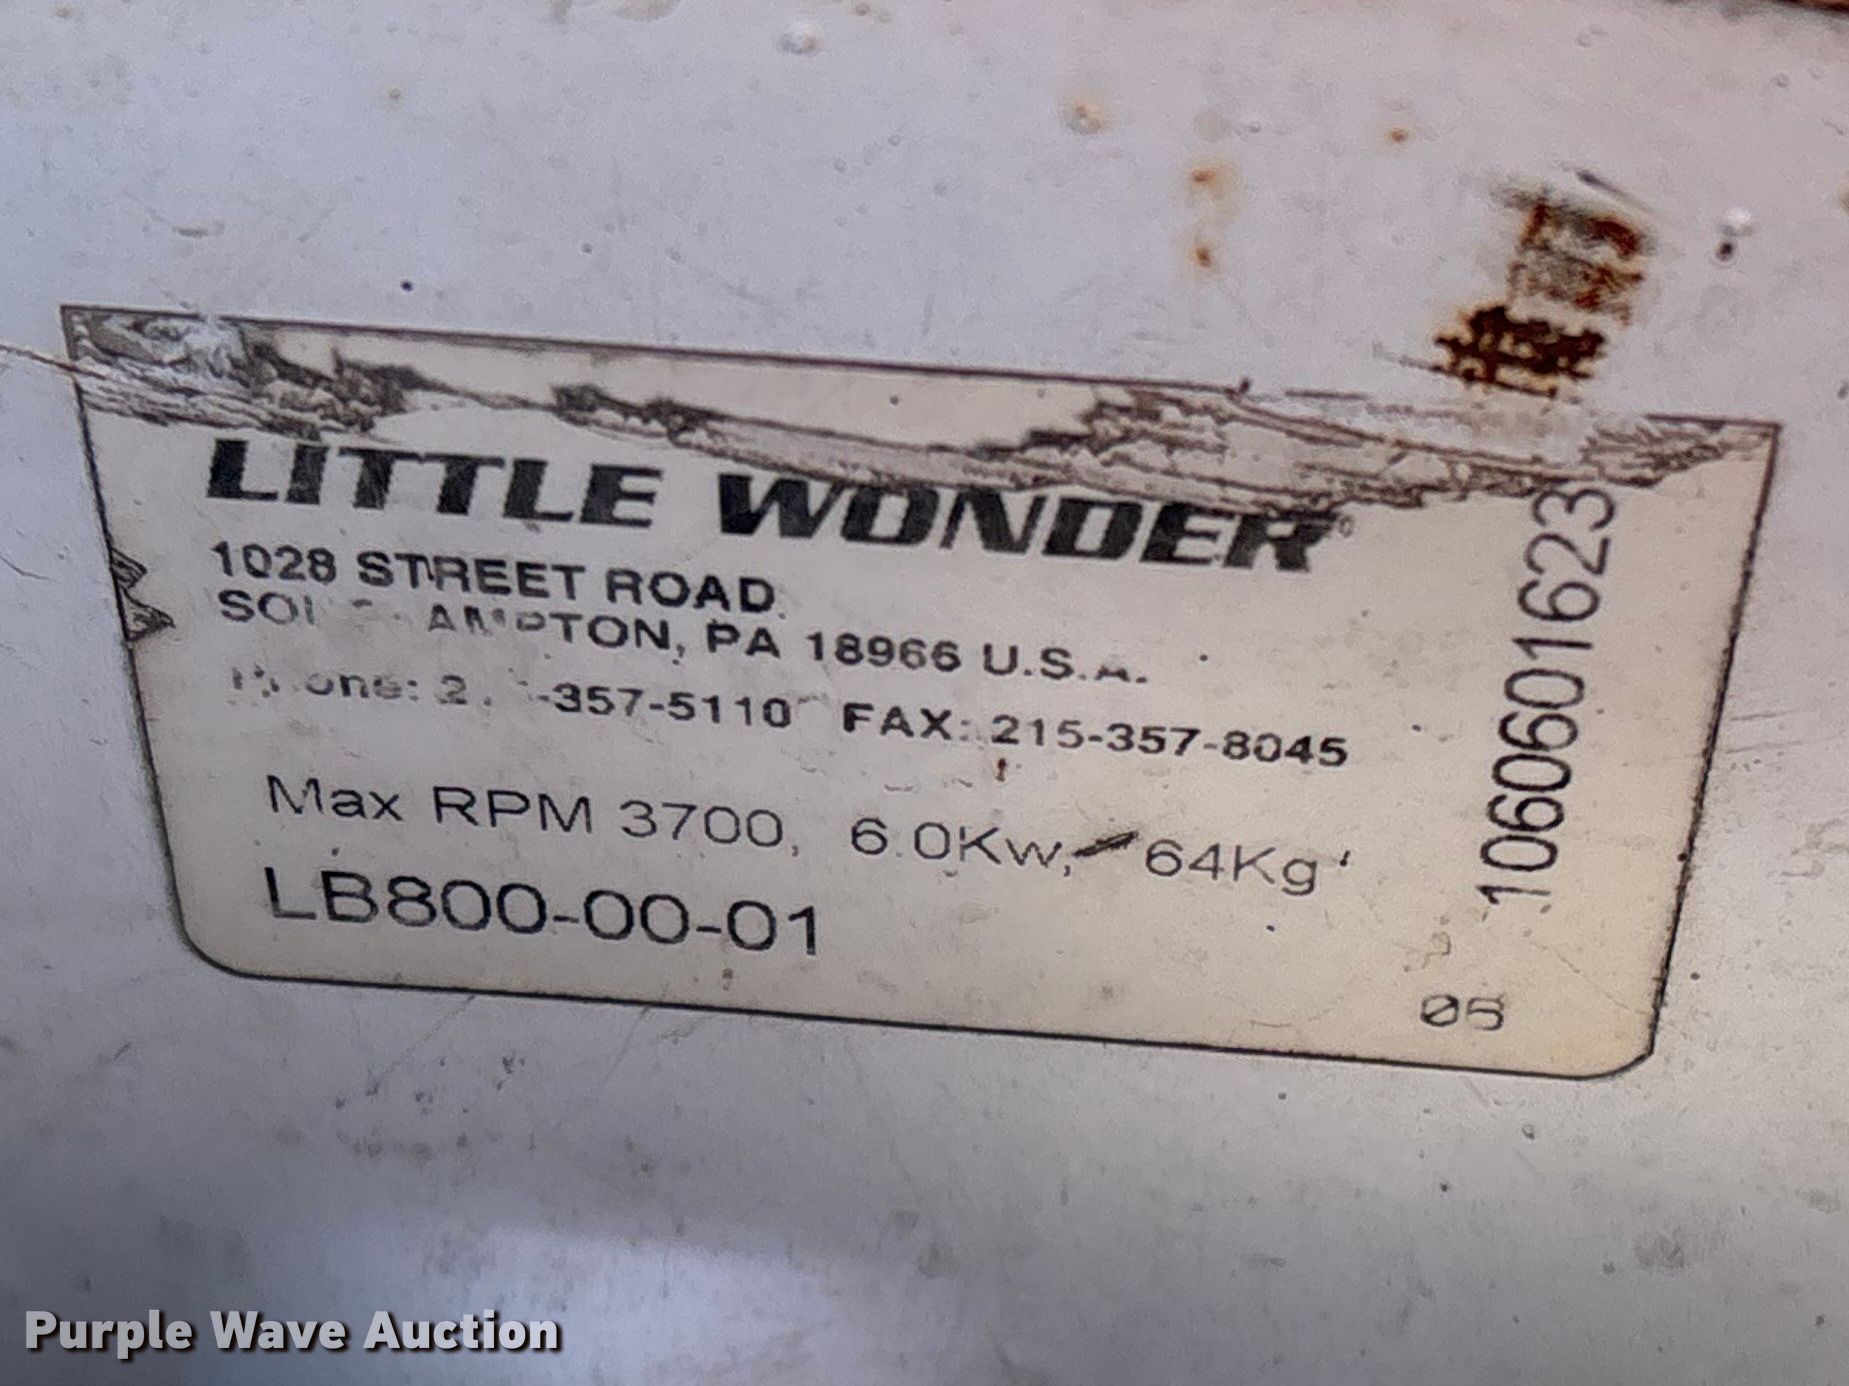 LITTLE WONDER
1028 STREET ROAD
PA 18966 U.S.A.
-357-5110 FAX: 215-357-8045
Max RPM 3700, 6.0Kw, 64Kg
LB800-00-01
1060601623
05
Purple Wave Auction